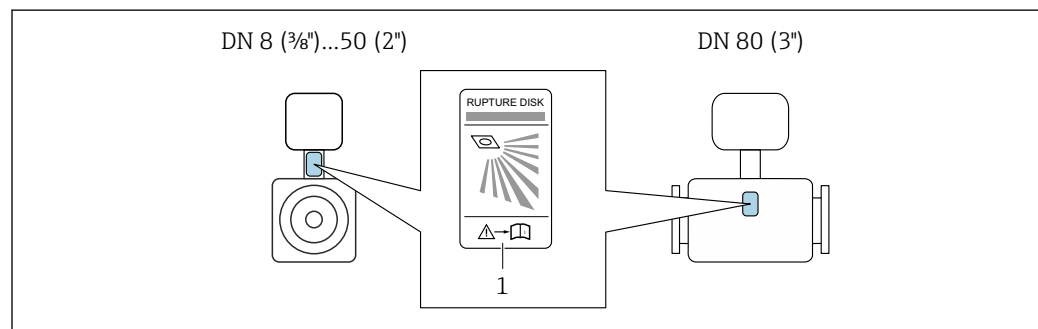 DN 8 (⅜")...50 (2")
DN 80 (3")
RUPTURE DISK
1